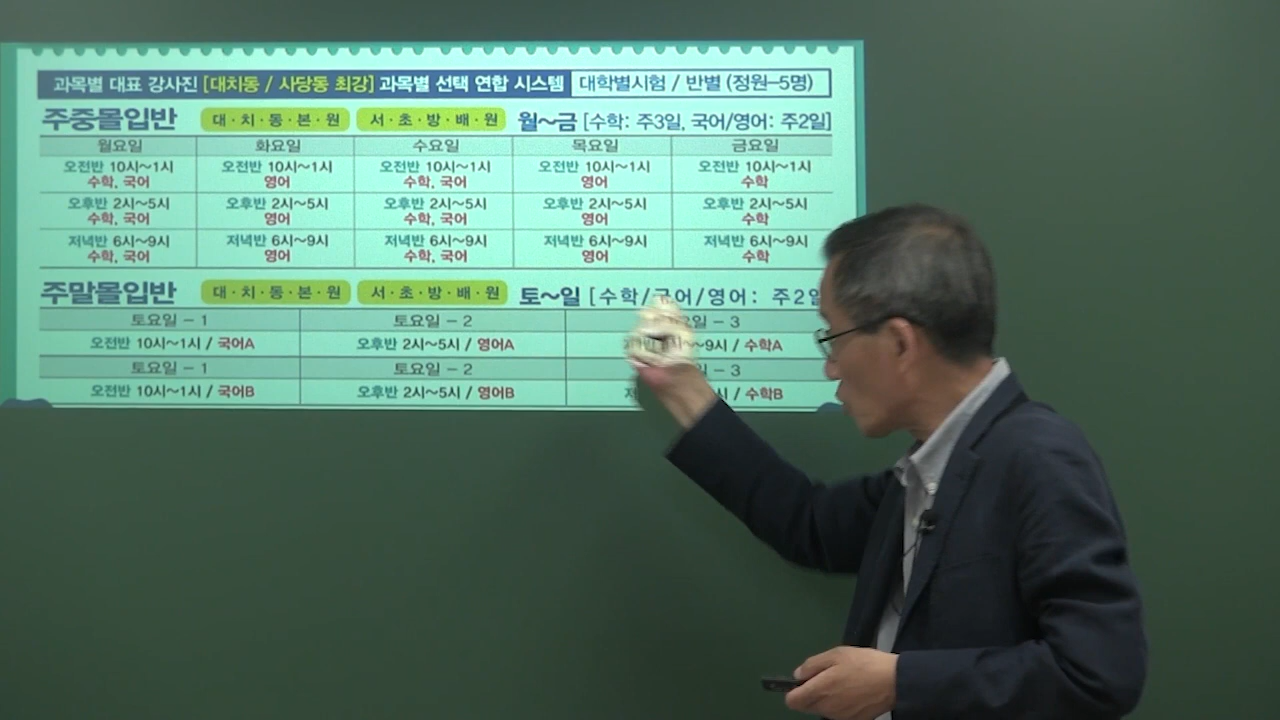 과목별 대표 강사진 [대치동 / 사당동 최강] 과목별 선택 연합 시스템 대학별시험 / 반별 (정원-5명)
주중몰입반 대·치·동·본·원 서·초·방·배·원 월~금 [수학: 주3일, 국어/영어: 주2일]
월요일 화요일 수요일 목요일 금요일
오전반 10시~1시 오전반 10시~1시 오전반 10시~1시 오전반 10시~1시 오전반 10시~1시
수학, 국어 영어 수학, 국어 영어 수학
오후반 2시~5시 오후반 2시~5시 오후반 2시~5시 오후반 2시~5시 오후반 2시~5시
수학, 국어 영어 수학, 국어 영어 수학
저녁반 6시~9시 저녁반 6시~9시 저녁반 6시~9시 저녁반 6시~9시 저녁반 6시~9시
수학, 국어 영어 수학, 국어 영어 수학
주말몰입반 대·치·동·본·원 서·초·방·배·원 토~일 [수학/국어/영어: 주2일
토요일 - 1 토요일 - 2 - 3
오전반 10시~1시 / 국어A 오후반 2시~5시 / 영어A ~9시 / 수학A
토요일 - 1 토요일 - 2 - 3
오전반 10시~1시 / 국어B 오후반 2시~5시 / 영어B / 수학B